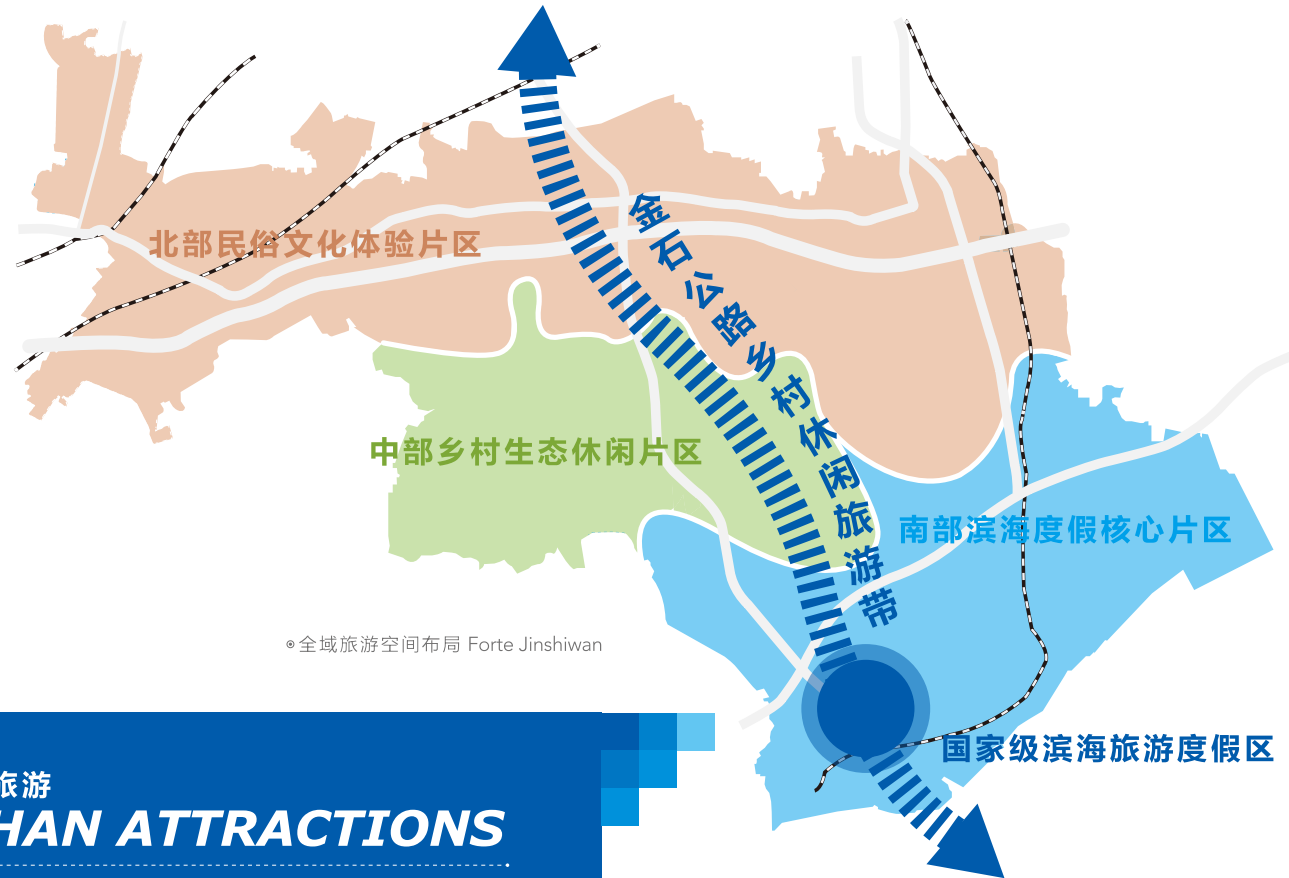 北部民俗文化体验片区
金石公路乡村休闲旅游带
中部乡村生态休闲片区
南部滨海度假核心片区
全域旅游空间布局 Forte Jinshiwan
国家级滨海旅游度假区
旅游
HAN ATTRACTIONS